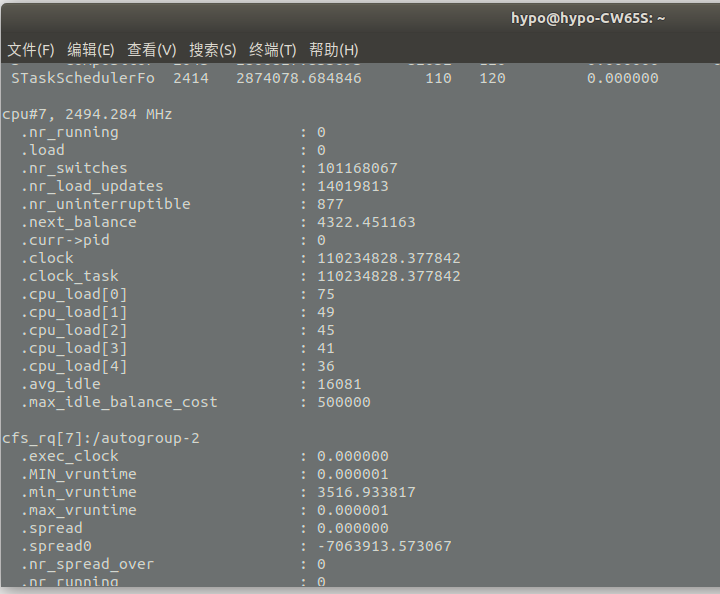 hypo@hypo-CW65S: ~
文件(F) 编辑(E) 查看(V) 搜索(S) 终端(T) 帮助(H)
STaskSchedulerFo 2414 2874078.684846 110 120 0.000000
cpu#7, 2494.284 MHz
.nr_running : 0
.load : 0
.nr_switches : 101168067
.nr_load_updates : 14019813
.nr_uninterruptible : 877
.next_balance : 4322.451163
.curr->pid : 0
.clock : 110234828.377842
.clock_task : 110234828.377842
.cpu_load[0] : 75
.cpu_load[1] : 49
.cpu_load[2] : 45
.cpu_load[3] : 41
.cpu_load[4] : 36
.avg_idle : 16081
.max_idle_balance_cost : 500000
cfs_rq[7]:/autogroup-2
.exec_clock : 0.000000
.MIN_vruntime : 0.000001
.min_vruntime : 3516.933817
.max_vruntime : 0.000001
.spread : 0.000000
.spread0 : -7063913.573067
.nr_spread_over : 0
.nr_running : 0